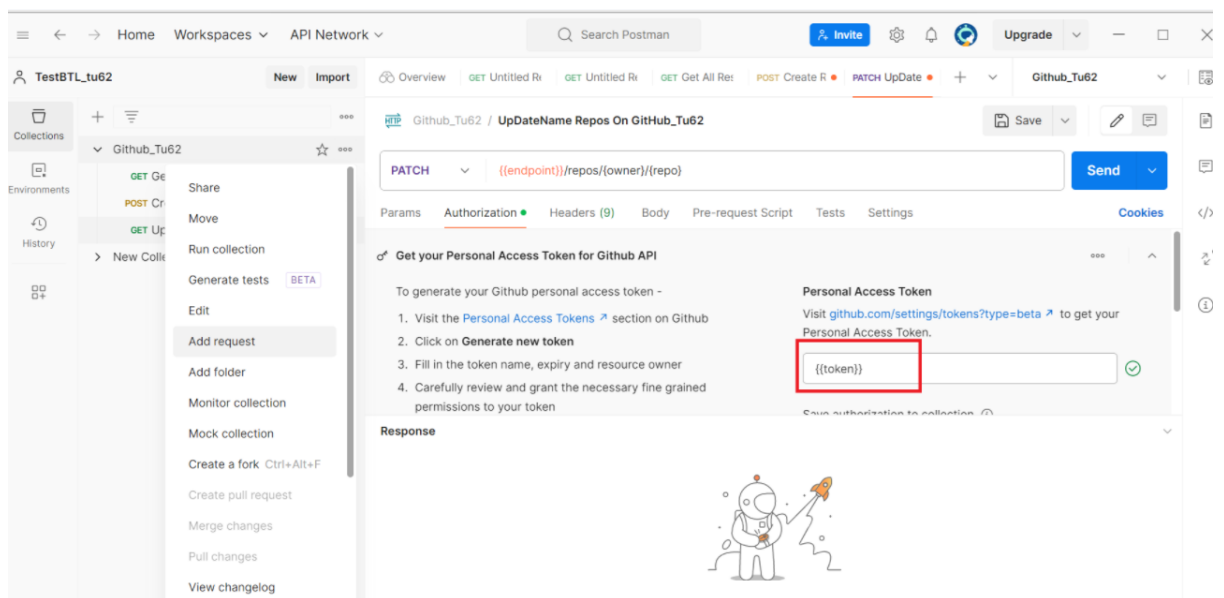 Home Workspaces API Network Search Postman Invite Upgrade
TestBTL_tu62 New Import Overview GET Untitled Re GET Untitled Re GET Get All Res POST Create R PATCH UpDate Github_Tu62
Collections
Github_Tu62 / UpDateName Repos On GitHub_Tu62 Save
Github_Tu62
GET Ge
POST Cr
GET Up
New Colle
Environments
History
Share
Move
Run collection
Generate tests BETA
Edit
Add request
Add folder
Monitor collection
Mock collection
Create a fork Ctrl+Alt+F
Create pull request
Merge changes
Pull changes
View changelog
PATCH {{endpoint}}/repos/{owner}/{repo} Send
Params Authorization Headers (9) Body Pre-request Script Tests Settings Cookies
Get your Personal Access Token for Github API
To generate your Github personal access token -
1. Visit the Personal Access Tokens ↗ section on Github
2. Click on Generate new token
3. Fill in the token name, expiry and resource owner
4. Carefully review and grant the necessary fine grained
permissions to your token
Personal Access Token
Visit github.com/settings/tokens?type=beta ↗ to get your
Personal Access Token.
{{token}}
Save authorization to collection
Response